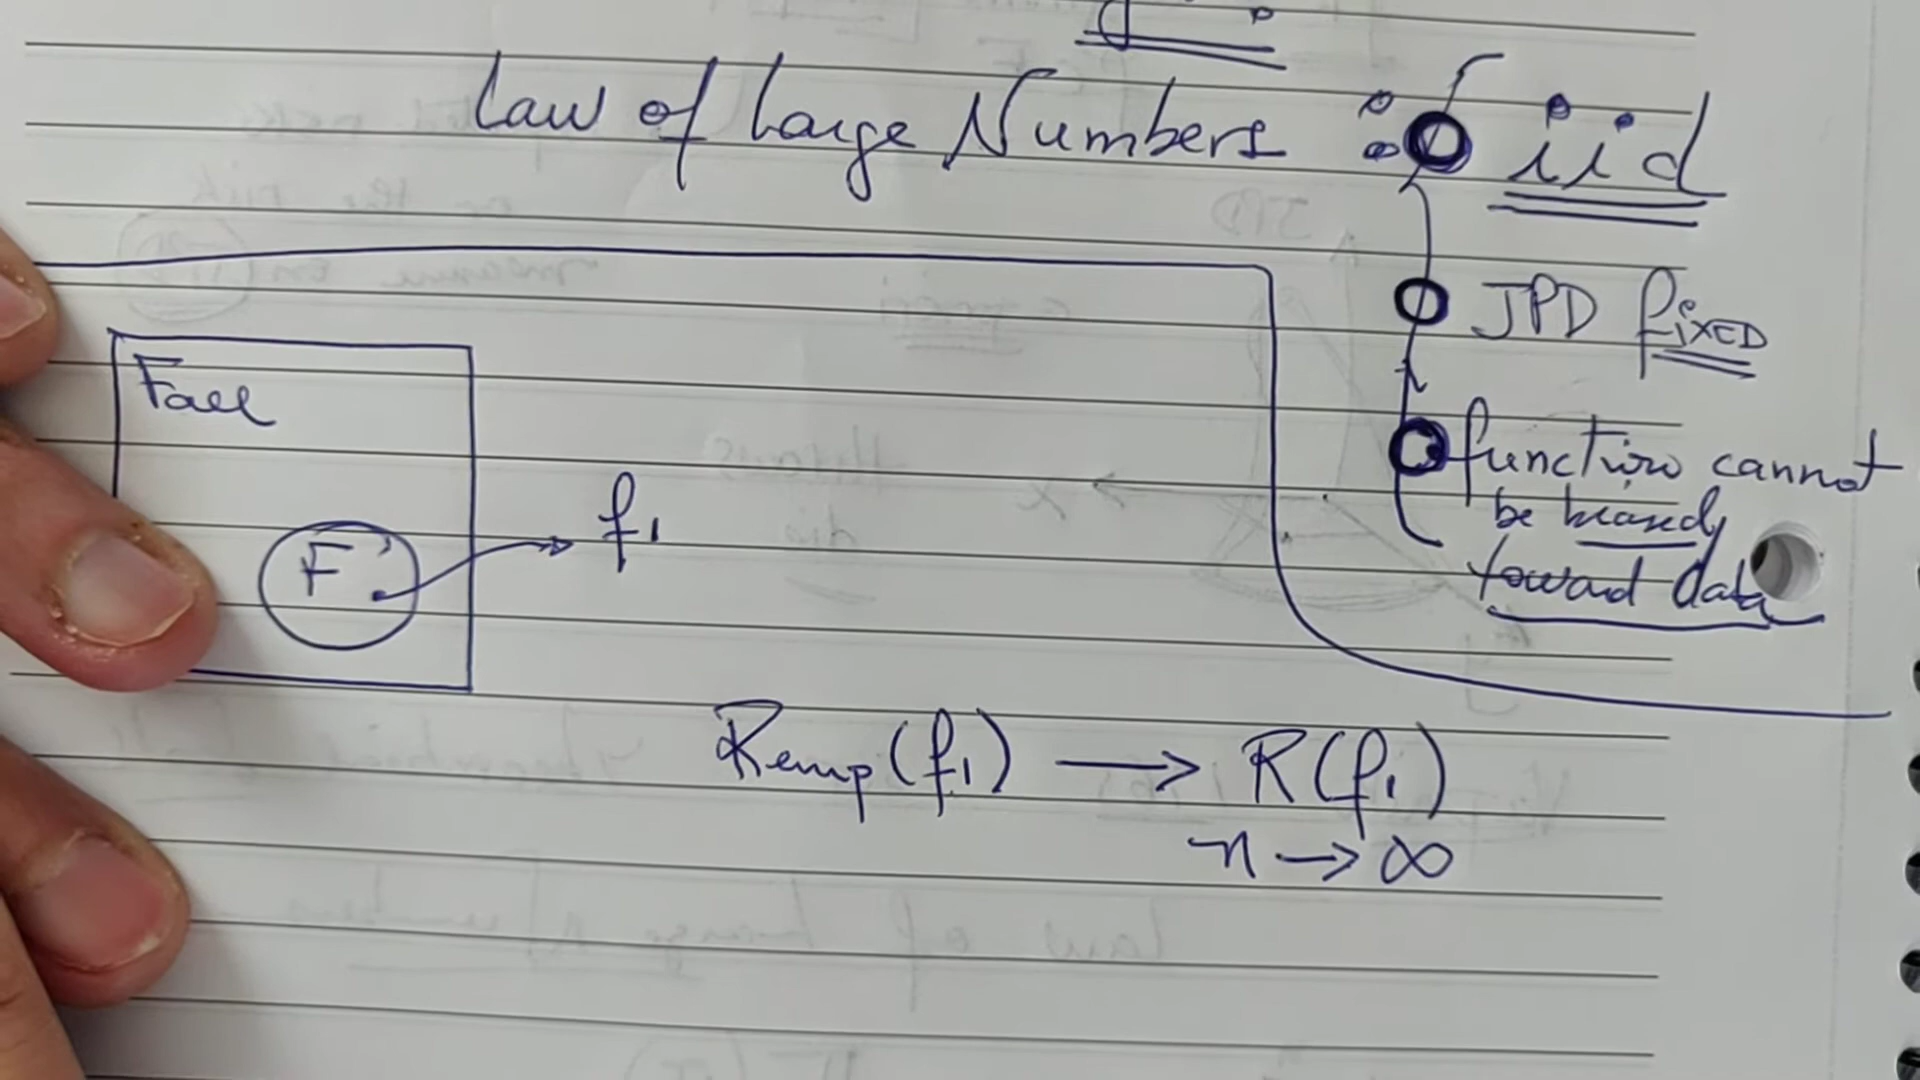 Law of Large Numbers : iid
JPD fixed
function cannot
be biased
toward data
Fall
F'
f1
Remp(f1) → R(f1)
n → ∞